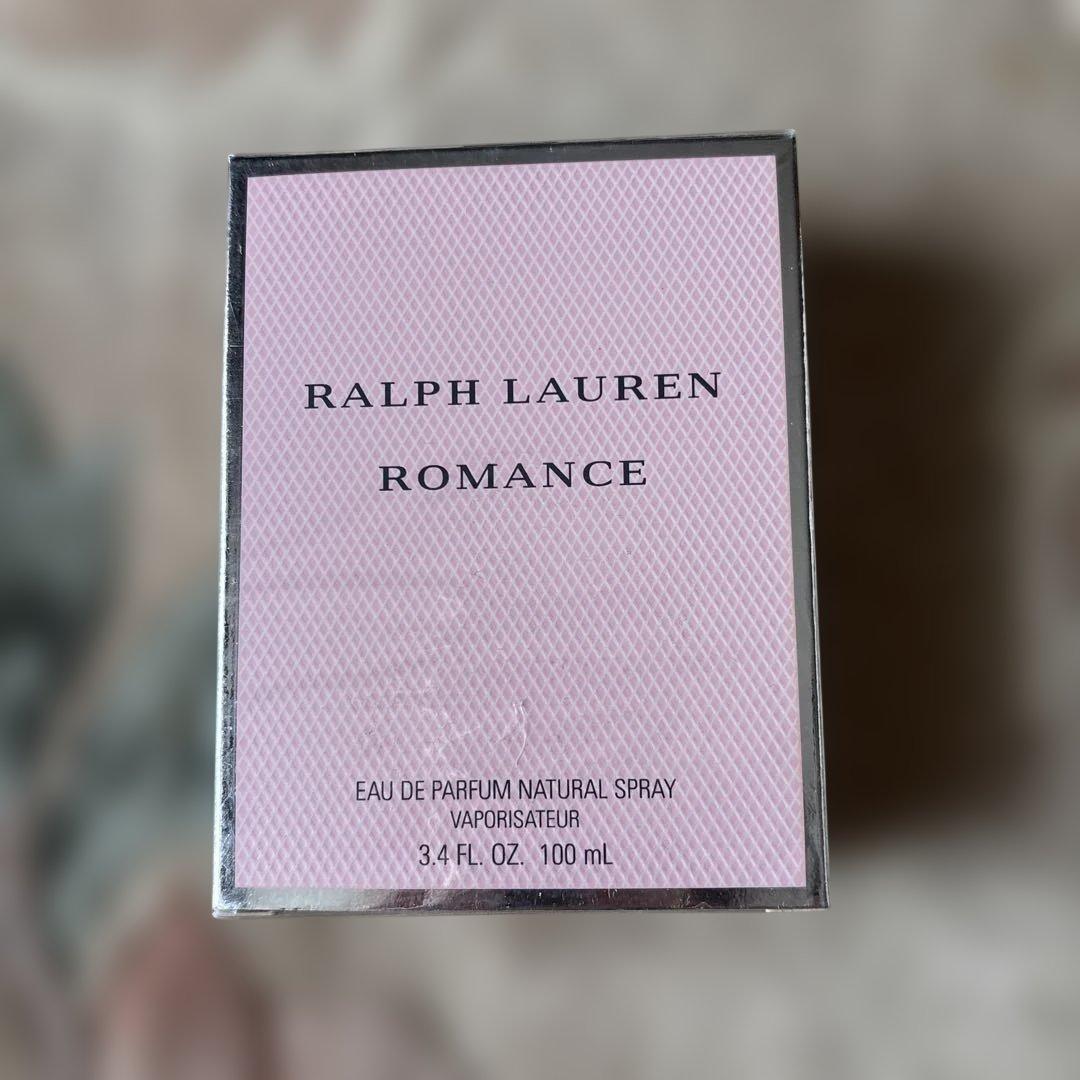 RALPH LAUREN
ROMANCE
EAU DE PARFUM NATURAL SPRAY
VAPORISATEUR
3.4 FL. OZ. 100 mL